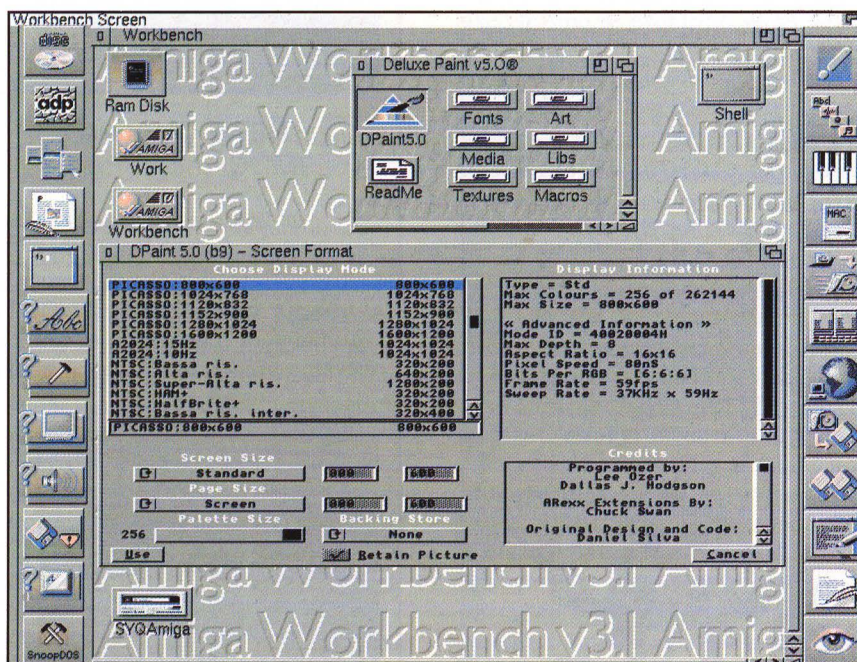 Workbench Screen
Workbench
Ram Disk
AMIGA
Work
AMIGA
Workbench
Deluxe Paint v5.0®
DPaint5.0
ReadMe
Fonts
Art
Media
Libs
Textures
Macros
Shell
adp
Abc
MAC
DPaint 5.0 (b9) – Screen Format
Choose Display Mode
PICASSO:800x600 800x600
PICASSO:1024x768 1024x768
PICASSO:1120x832 1120x832
PICASSO:1152x900 1152x900
PICASSO:1280x1024 1280x1024
PICASSO:1600x1200 1600x1200
A2024:15Hz 1024x1024
A2024:10Hz 1024x1024
NTSC:Bassa ris. 320x200
NTSC:Alta ris. 640x200
NTSC:Super-Alta ris. 1280x200
NTSC:HAM+ 320x200
NTSC:HalfBrite+ 320x200
NTSC:Bassa ris. inter. 320x400
PICASSO:800x600 800x600
Display Information
Type = Std
Max Colours = 256 of 262144
Max Size = 800x600
« Advanced Information »
Mode ID = 40020004H
Max Depth = 8
Aspect Ratio = 16x16
Pixel Speed = 80nS
Bits Per RGB = [6:6:6]
Frame Rate = 59fps
Sweep Rate = 37KHz x 59Hz
Screen Size
Standard 800 600
Page Size
Screen 800 600
Palette Size
256
Backing Store
None
Use
Retain Picture
Credits
Programmed by:
Lee Ozer
Dallas J. Hodgson
ARexx Extensions By:
Chuck Swan
Original Design and Code:
Daniel Silva
Cancel
SYQAmiga
Amiga Workbench v3.1 Amig
SnoopDOS